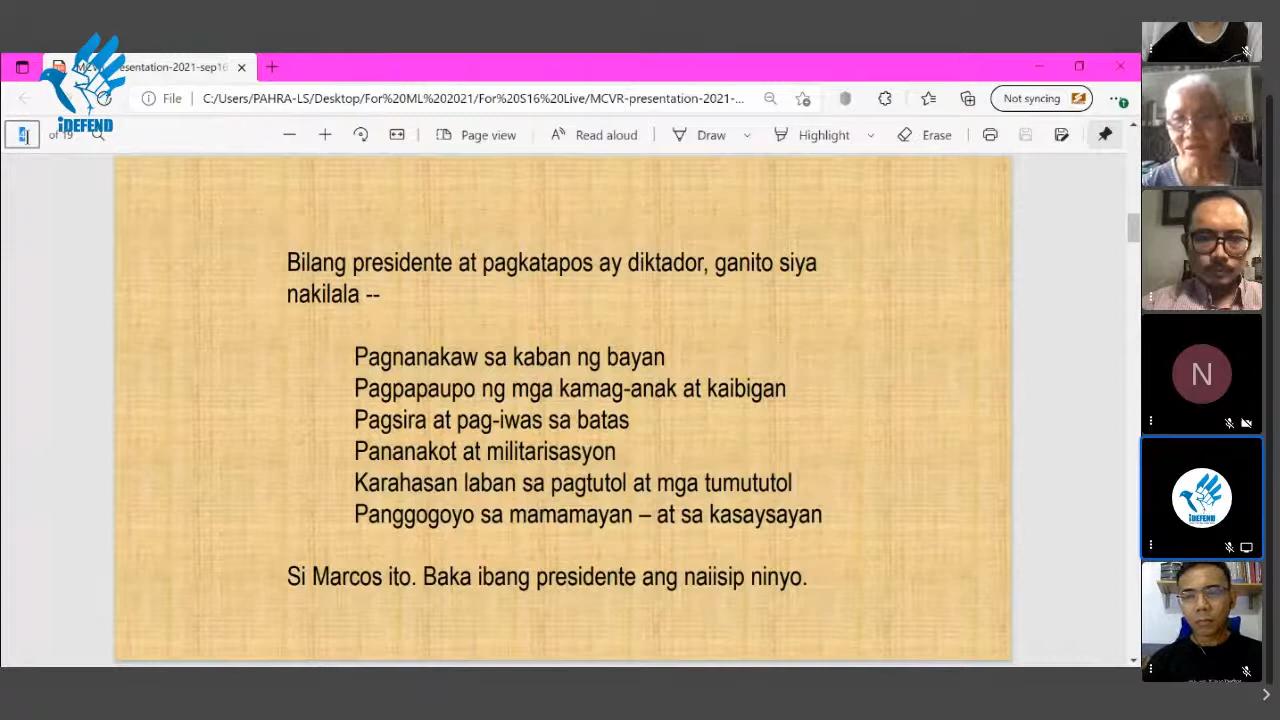 MCVR-presentation-2021-sep16
File C:/Users/PAHRA-LS/Desktop/For%20ML%202021/For%20S16%20Live/MCVR-presentation-2021-... Not syncing
iDEFEND
of 19 Page view Read aloud Draw Highlight Erase
Bilang presidente at pagkatapos ay diktador, ganito siya
nakilala --
Pagnanakaw sa kaban ng bayan
Pagpapaupo ng mga kamag-anak at kaibigan
Pagsira at pag-iwas sa batas
Pananakot at militarisasyon
Karahasan laban sa pagtutol at mga tumututol
Panggogoyo sa mamamayan – at sa kasaysayan
Si Marcos ito. Baka ibang presidente ang naiisip ninyo.
N
iDEFEND